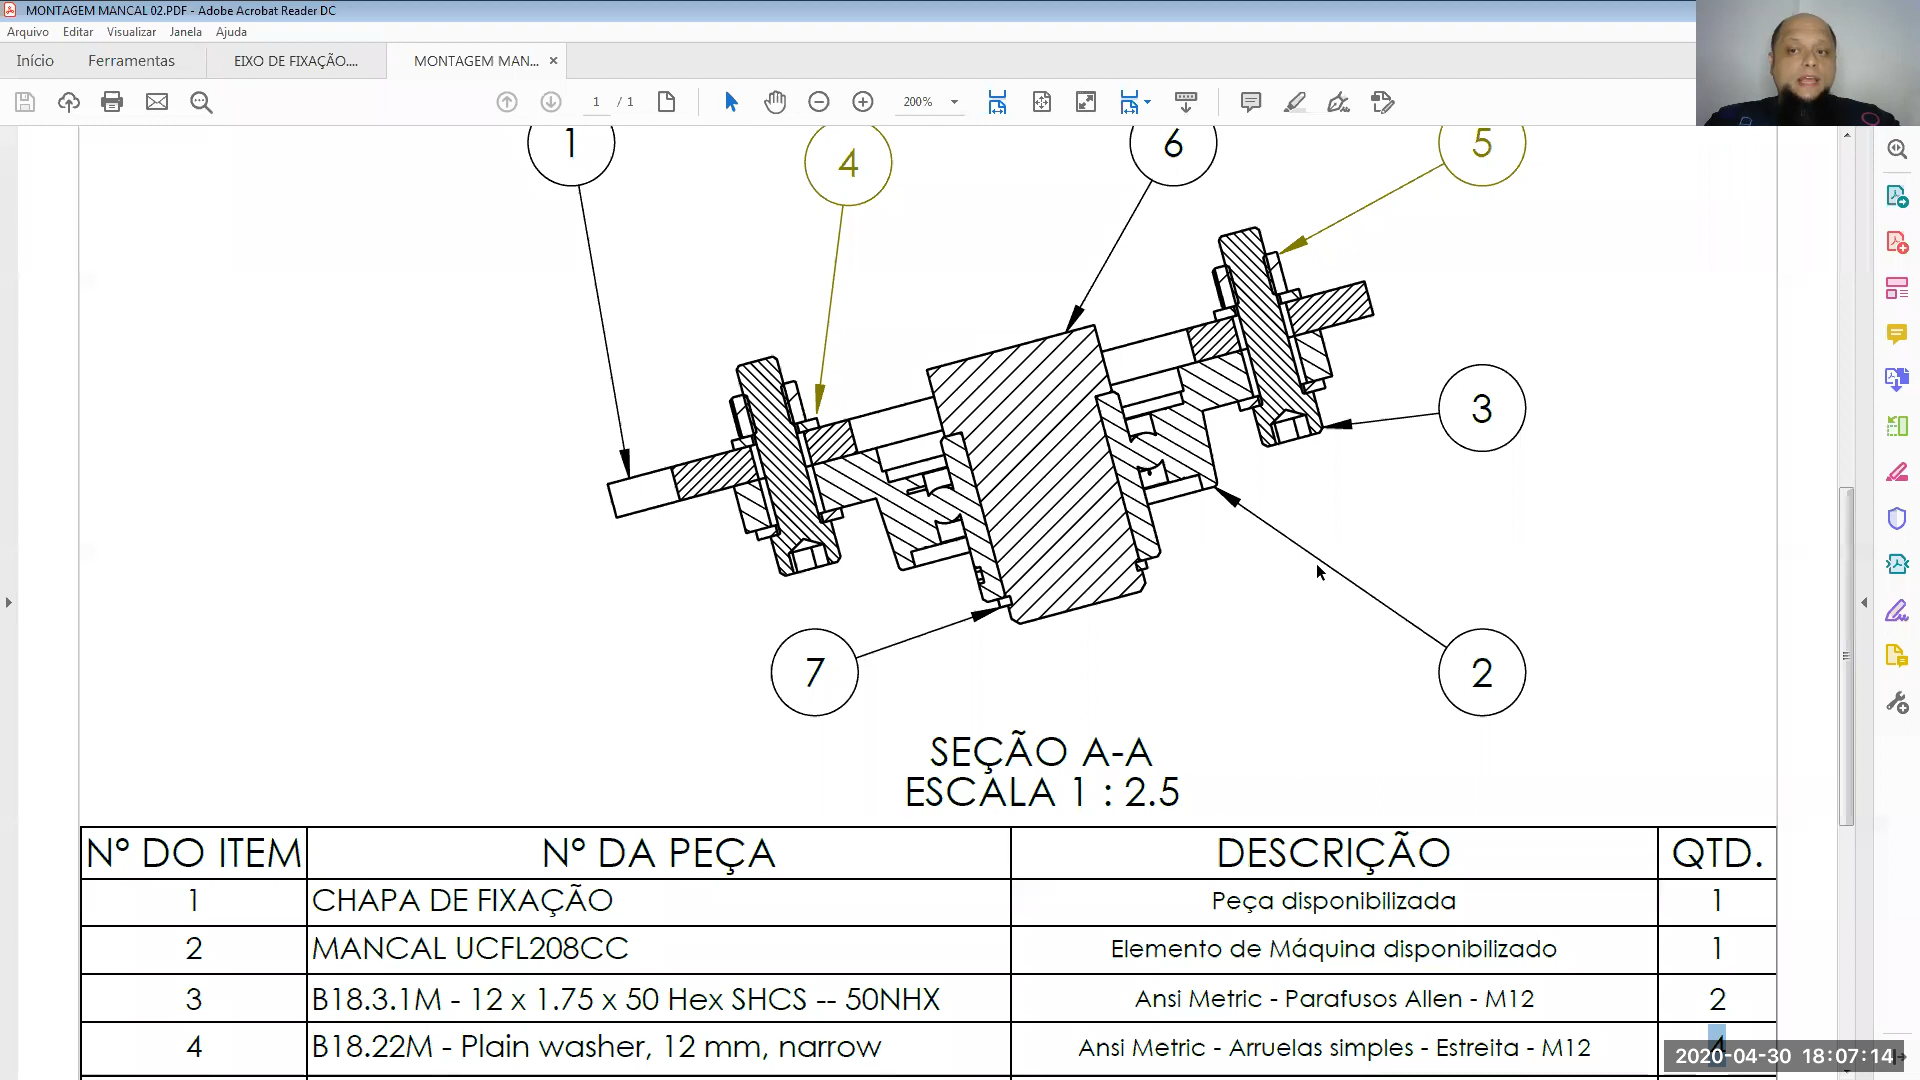 MONTAGEM MANCAL 02.PDF - Adobe Acrobat Reader DC
Arquivo Editar Visualizar Janela Ajuda
Início Ferramentas EIXO DE FIXAÇÃO.... MONTAGEM MAN... ×
1 / 1 200%
1 4 6 5
3
7 2
SEÇÃO A-A
ESCALA 1 : 2.5
Nº DO ITEM Nº DA PEÇA DESCRIÇÃO QTD.
1 CHAPA DE FIXAÇÃO Peça disponibilizada 1
2 MANCAL UCFL208CC Elemento de Máquina disponibilizado 1
3 B18.3.1M - 12 x 1.75 x 50 Hex SHCS -- 50NHX Ansi Metric - Parafusos Allen - M12 2
4 B18.22M - Plain washer, 12 mm, narrow Ansi Metric - Arruelas simples - Estreita - M12 4
2020-04-30 18:07:14